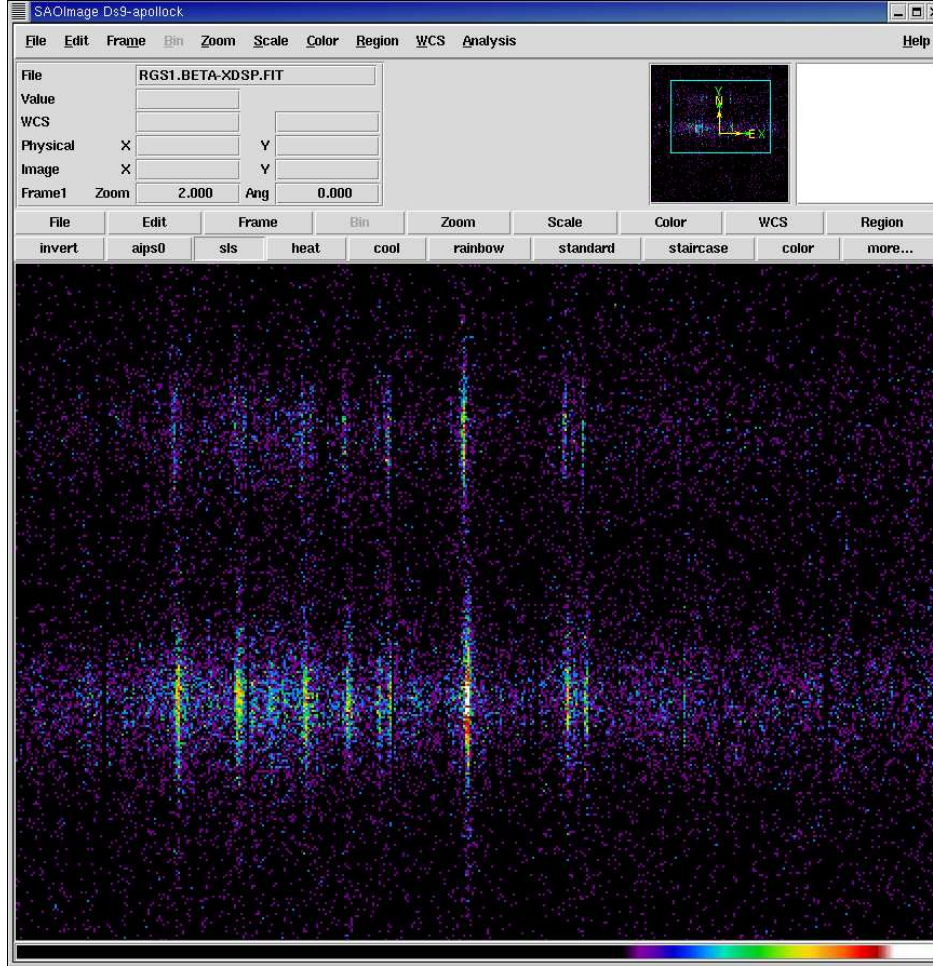 SAOImage Ds9-apollock
File Edit Frame Bin Zoom Scale Color Region WCS Analysis Help
File RGS1.BETA-XDSP.FIT
Value
WCS
Physical X Y
Image X Y
Frame1 Zoom 2.000 Ang 0.000
Y
N
E X
File Edit Frame Bin Zoom Scale Color WCS Region
invert aips0 sls heat cool rainbow standard staircase color more...